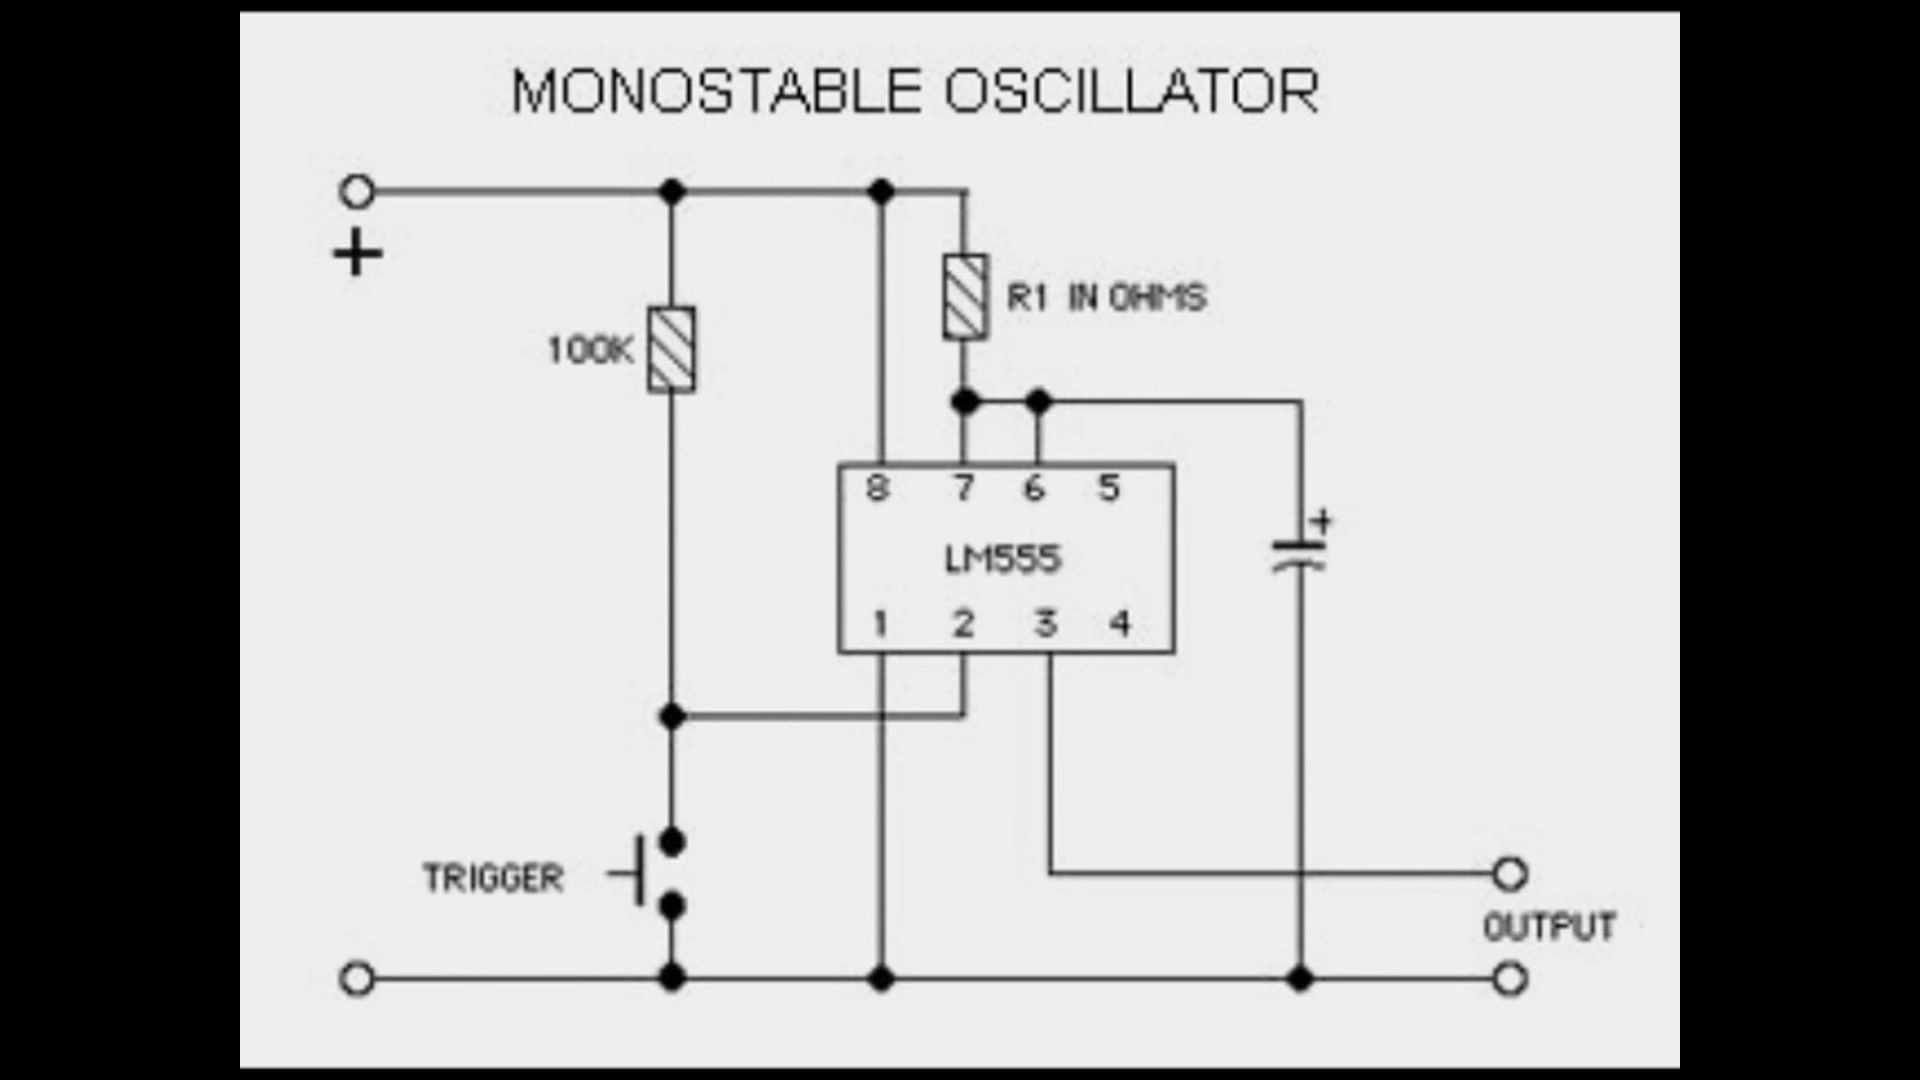 MONOSTABLE OSCILLATOR
+
R1 IN OHMS
100K
8 7 6 5
+
LM555
1 2 3 4
TRIGGER
OUTPUT